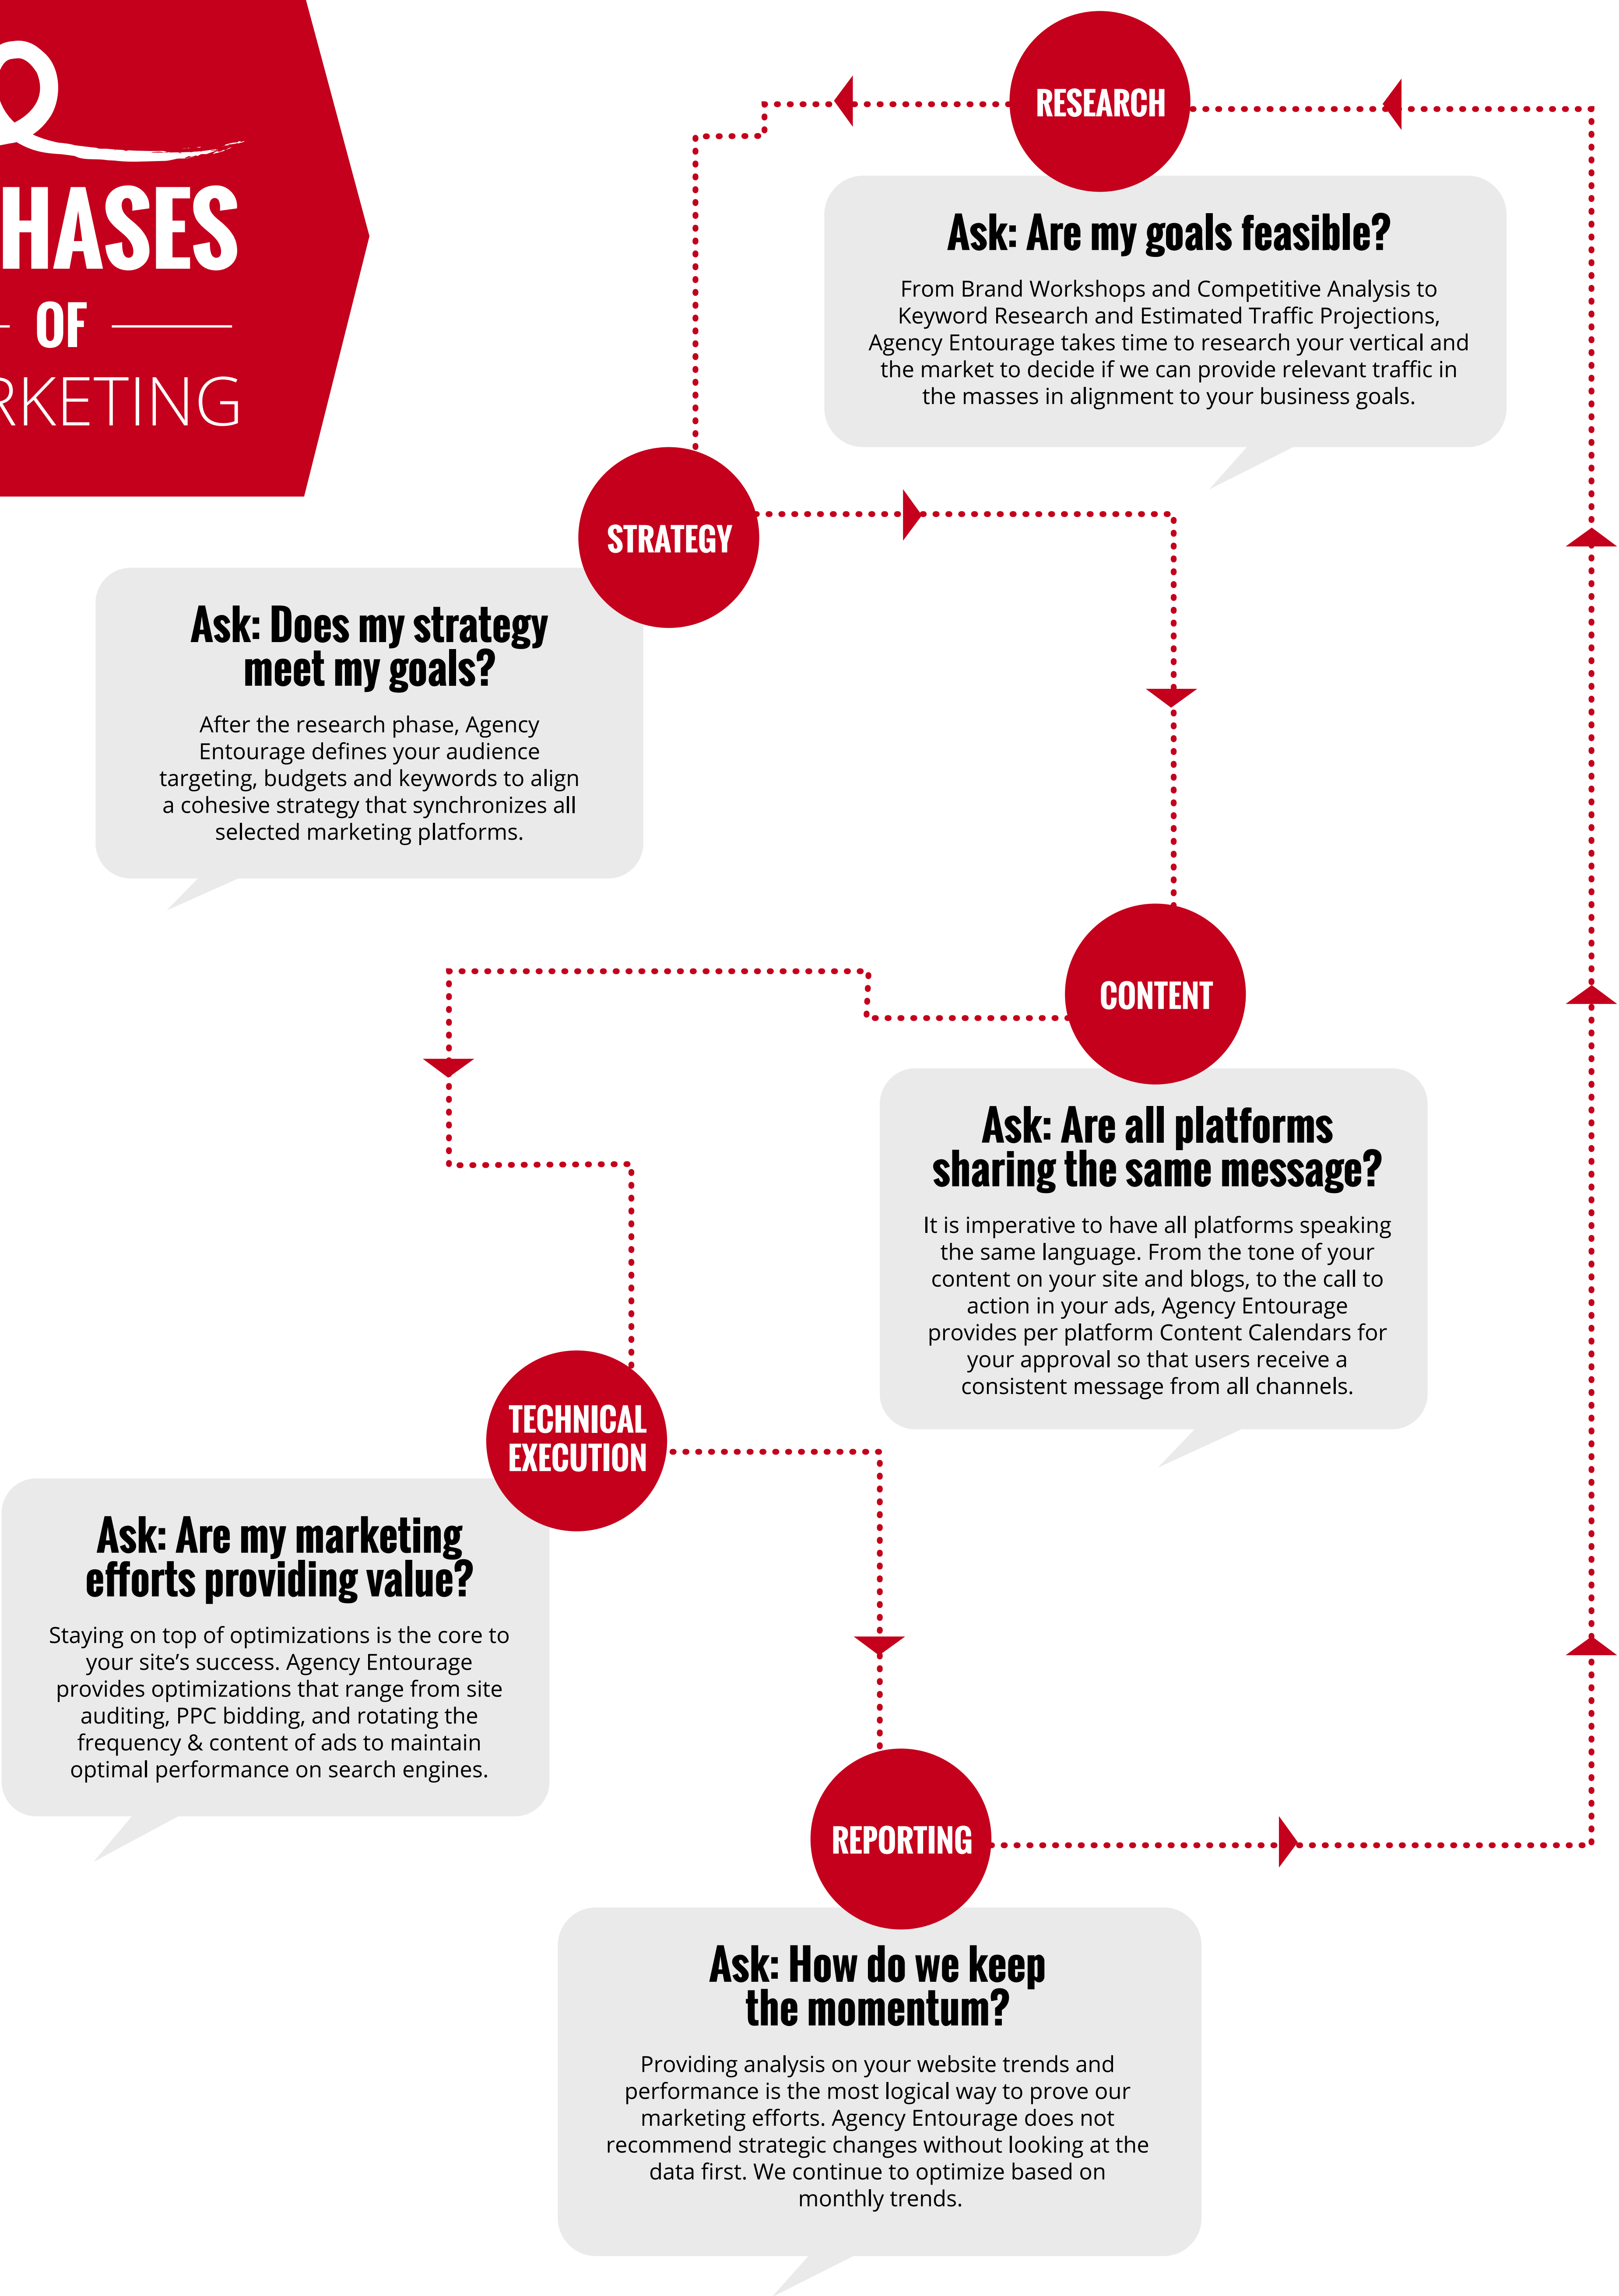 HASES
OF
RKETING
RESEARCH
Ask: Are my goals feasible?
From Brand Workshops and Competitive Analysis to
Keyword Research and Estimated Traffic Projections,
Agency Entourage takes time to research your vertical and
the market to decide if we can provide relevant traffic in
the masses in alignment to your business goals.
STRATEGY
Ask: Does my strategy
meet my goals?
After the research phase, Agency
Entourage defines your audience
targeting, budgets and keywords to align
a cohesive strategy that synchronizes all
selected marketing platforms.
CONTENT
Ask: Are all platforms
sharing the same message?
It is imperative to have all platforms speaking
the same language. From the tone of your
content on your site and blogs, to the call to
action in your ads, Agency Entourage
provides per platform Content Calendars for
your approval so that users receive a
consistent message from all channels.
TECHNICAL
EXECUTION
Ask: Are my marketing
efforts providing value?
Staying on top of optimizations is the core to
your site’s success. Agency Entourage
provides optimizations that range from site
auditing, PPC bidding, and rotating the
frequency & content of ads to maintain
optimal performance on search engines.
REPORTING
Ask: How do we keep
the momentum?
Providing analysis on your website trends and
performance is the most logical way to prove our
marketing efforts. Agency Entourage does not
recommend strategic changes without looking at the
data first. We continue to optimize based on
monthly trends.